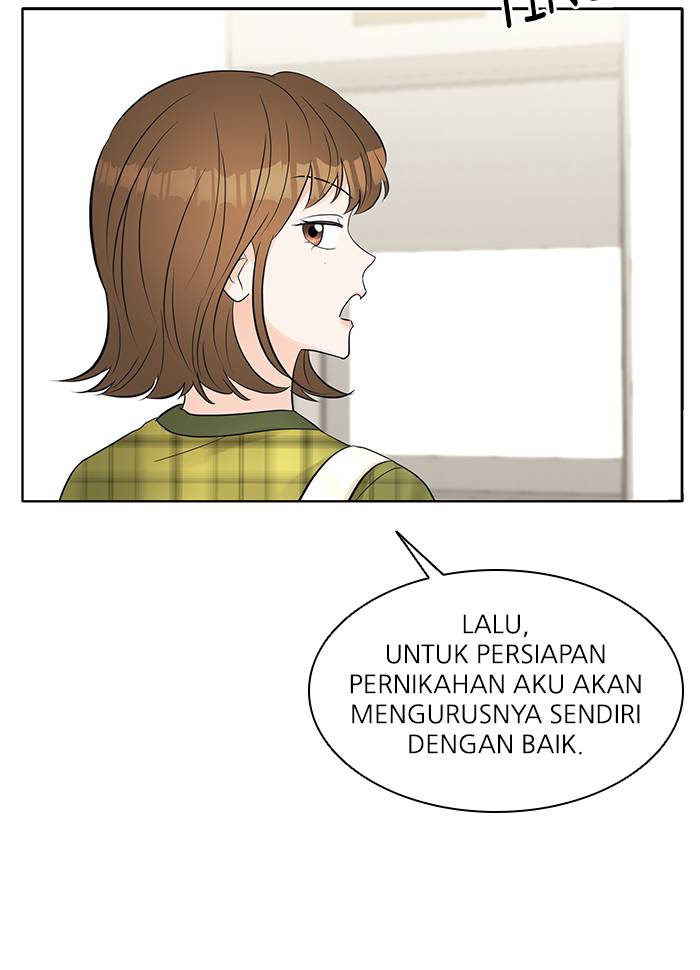 LALU,
UNTUK PERSIAPAN
PERNIKAHAN AKU AKAN
MENGURUSNYA SENDIRI
DENGAN BAIK.